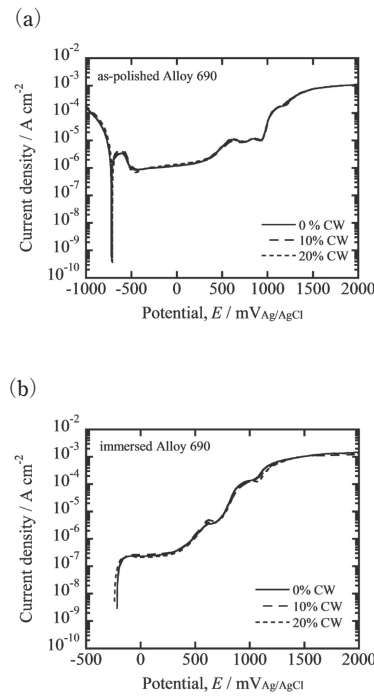 (a)
as-polished Alloy 690
Current density / A cm⁻²
10⁻²
10⁻³
10⁻⁴
10⁻⁵
10⁻⁶
10⁻⁷
10⁻⁸
10⁻⁹
10⁻¹⁰
0 % CW
10% CW
20% CW
-1000 -500 0 500 1000 1500 2000
Potential, E / mVAg/AgCl
(b)
immersed Alloy 690
Current density / A cm⁻²
10⁻²
10⁻³
10⁻⁴
10⁻⁵
10⁻⁶
10⁻⁷
10⁻⁸
10⁻⁹
10⁻¹⁰
0% CW
10% CW
20% CW
-500 0 500 1000 1500 2000
Potential, E / mVAg/AgCl